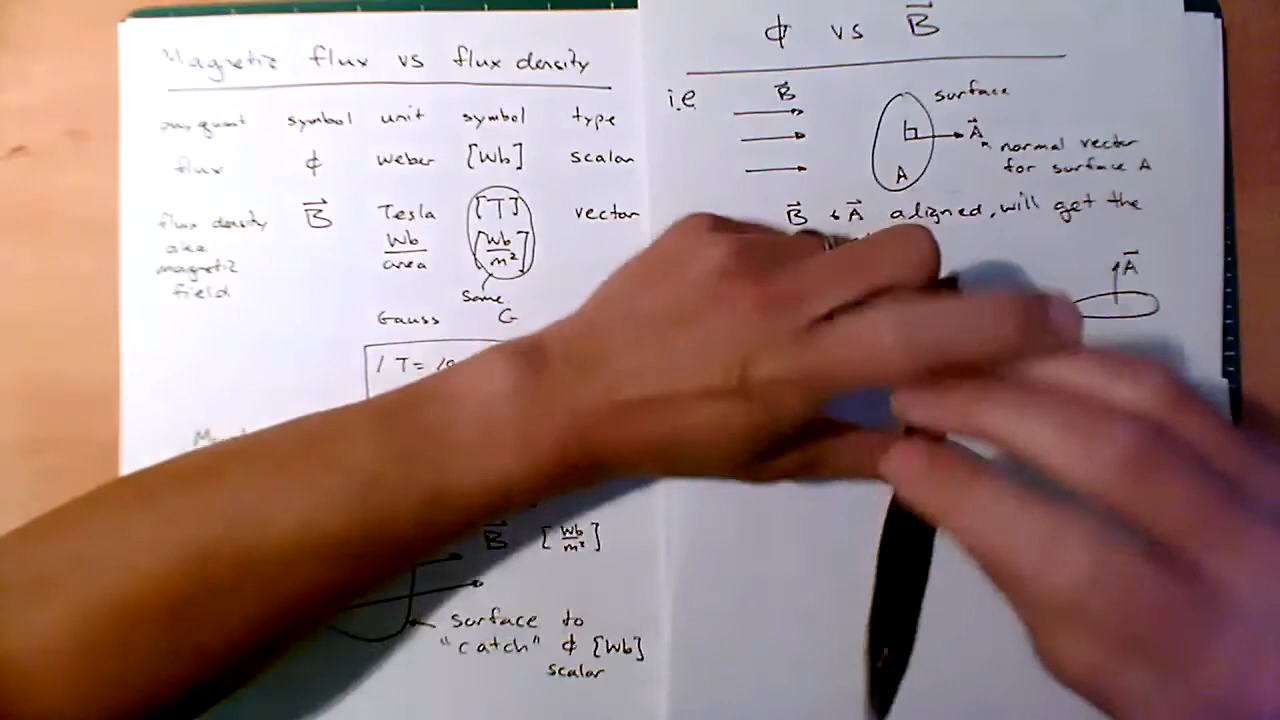 Magnetic flux vs flux density
symbol unit symbol type
flux ϕ Weber [Wb] scalar
flux density B⃗ Tesla [T] vector
aka Wb/area [Wb/m²]
magnetic
field
Same
Gauss G
1 T =
B⃗ [Wb/m²]
surface to
"catch" ϕ [Wb]
scalar
ϕ vs B⃗
i.e B⃗ surface
A⃗
normal vector
for surface A
A
B⃗ & A⃗ aligned, will get the
A⃗